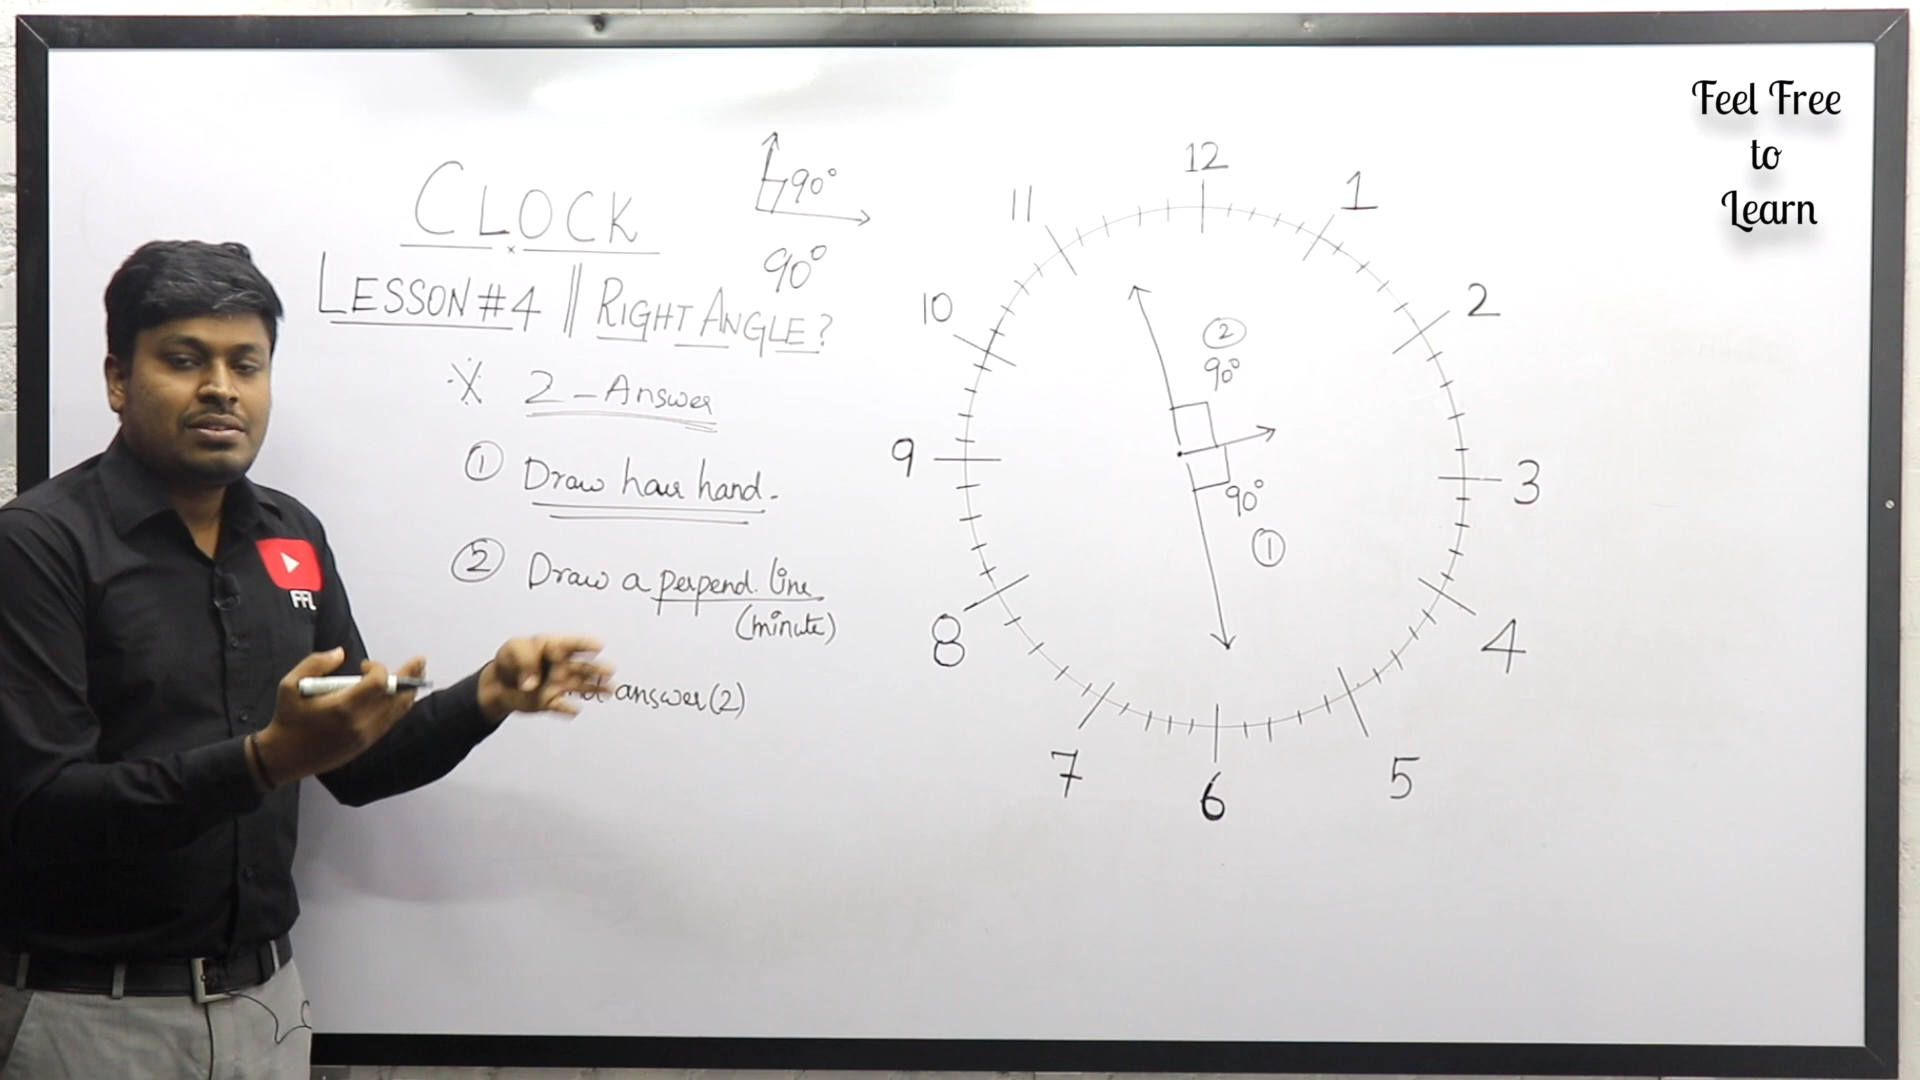 Feel Free
to
Learn
CLOCK
90°
90°
LESSON #4 || RIGHT ANGLE?
2 - Answer
① Draw hour hand.
② Draw a perpend. line
(minute)
answer (2)
FFL
12
11
1
10
2
②
90°
9
3
90°
①
8
4
7
5
6